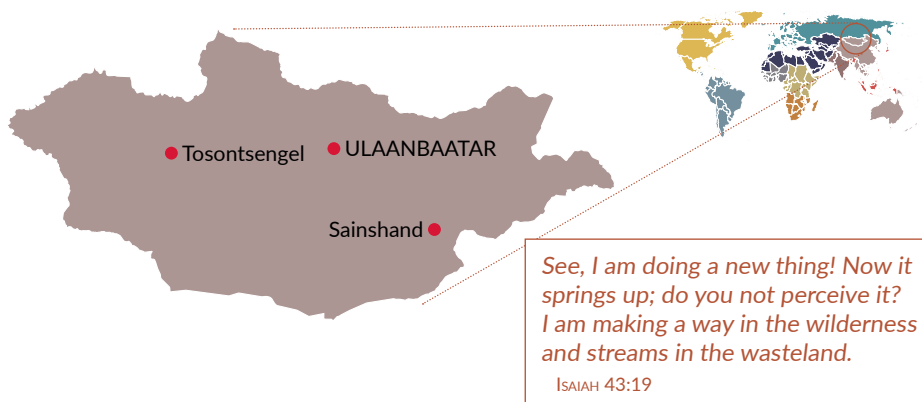 Tosontsengel
ULAANBAATAR
Sainshand
See, I am doing a new thing! Now it
springs up; do you not perceive it?
I am making a way in the wilderness
and streams in the wasteland.
Isaiah 43:19